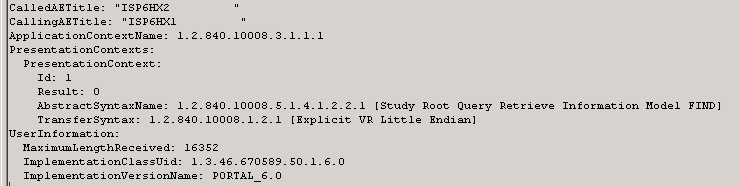 CalledAETitle: "ISP6HX2         "
CallingAETitle: "ISP6HX1         "
ApplicationContextName: 1.2.840.10008.3.1.1.1
PresentationContexts:
  PresentationContext:
    Id: 1
    Result: 0
    AbstractSyntaxName: 1.2.840.10008.5.1.4.1.2.2.1 [Study Root Query Retrieve Information Model FIND]
    TransferSyntax: 1.2.840.10008.1.2.1 [Explicit VR Little Endian]
UserInformation:
  MaximumLengthReceived: 16352
  ImplementationClassUid: 1.3.46.670589.50.1.6.0
  ImplementationVersionName: PORTAL_6.0